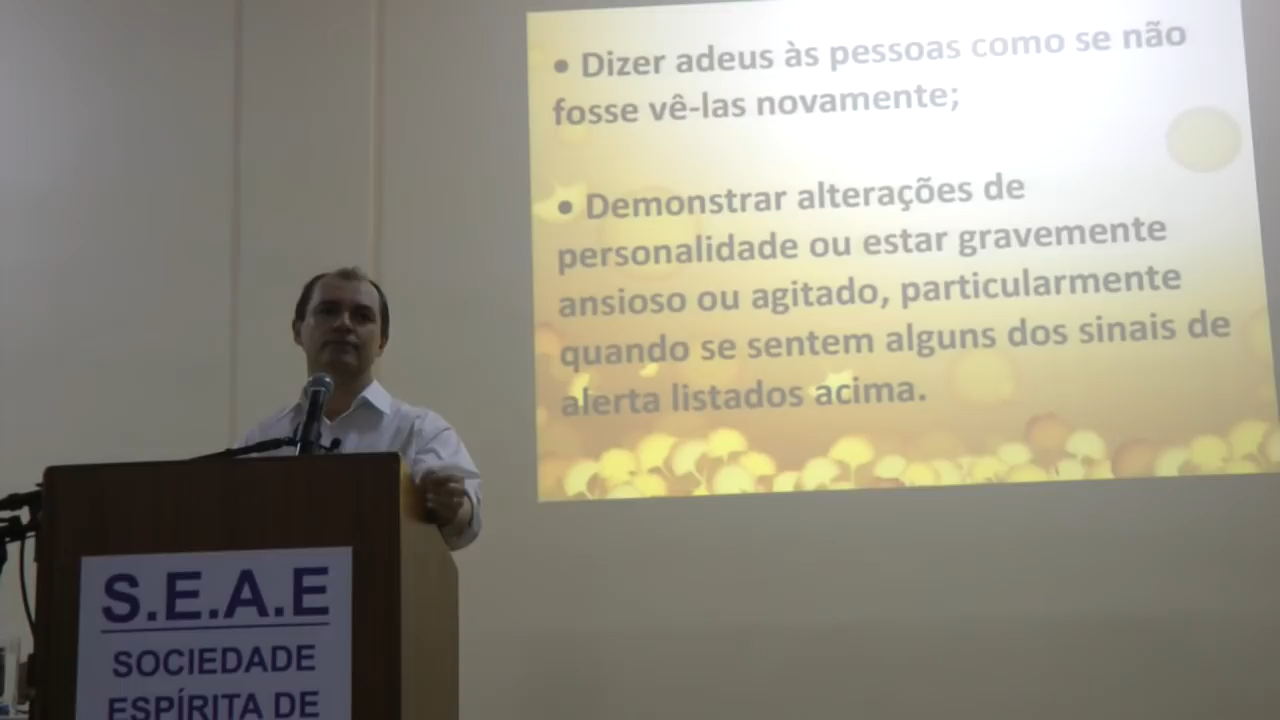 • Dizer adeus às pessoas como se não
fosse vê-las novamente;
• Demonstrar alterações de
personalidade ou estar gravemente
ansioso ou agitado, particularmente
quando se sentem alguns dos sinais de
alerta listados acima.
S.E.A.E
SOCIEDADE
ESPÍRITA DE